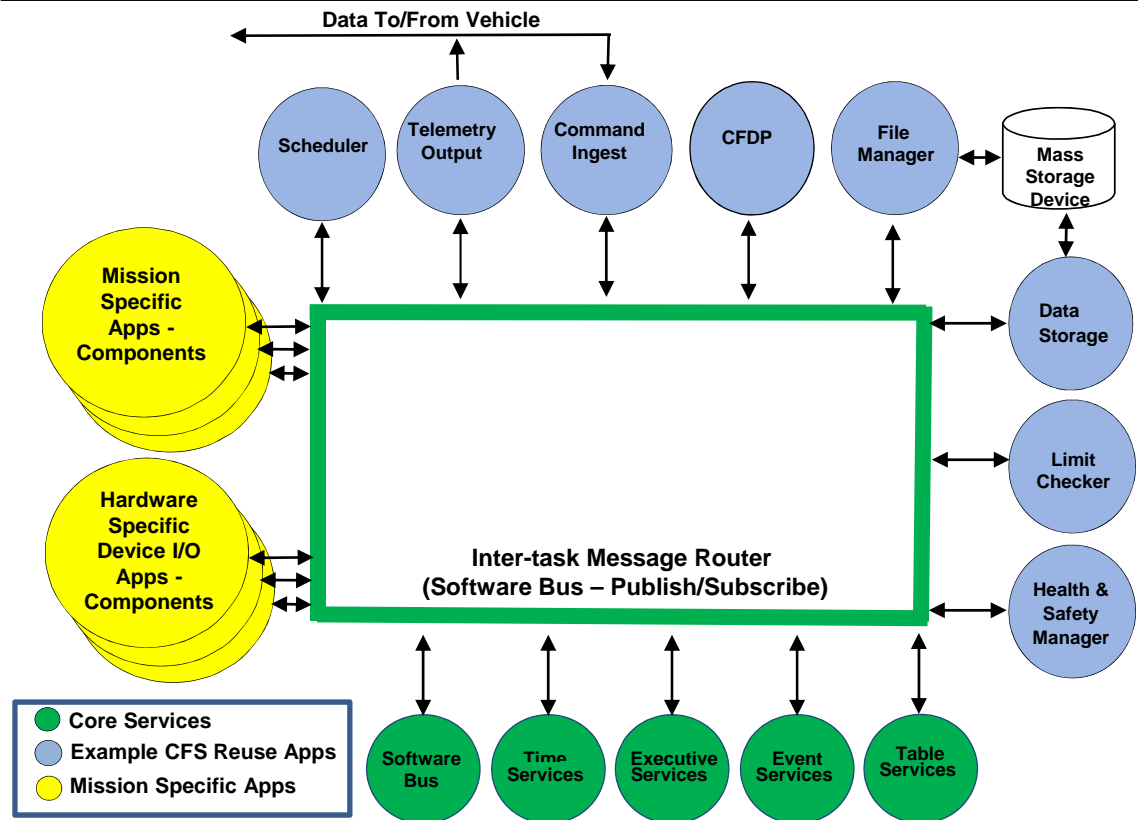 Data To/From Vehicle
Scheduler
Telemetry
Output
Command
Ingest
CFDP
File
Manager
Mass
Storage
Device
Mission
Specific
Apps -
Components
Data
Storage
Limit
Checker
Hardware
Specific
Device I/O
Apps -
Components
Inter-task Message Router
(Software Bus – Publish/Subscribe)
Health &
Safety
Manager
Core Services
Example CFS Reuse Apps
Mission Specific Apps
Software
Bus
Time
Services
Executive
Services
Event
Services
Table
Services